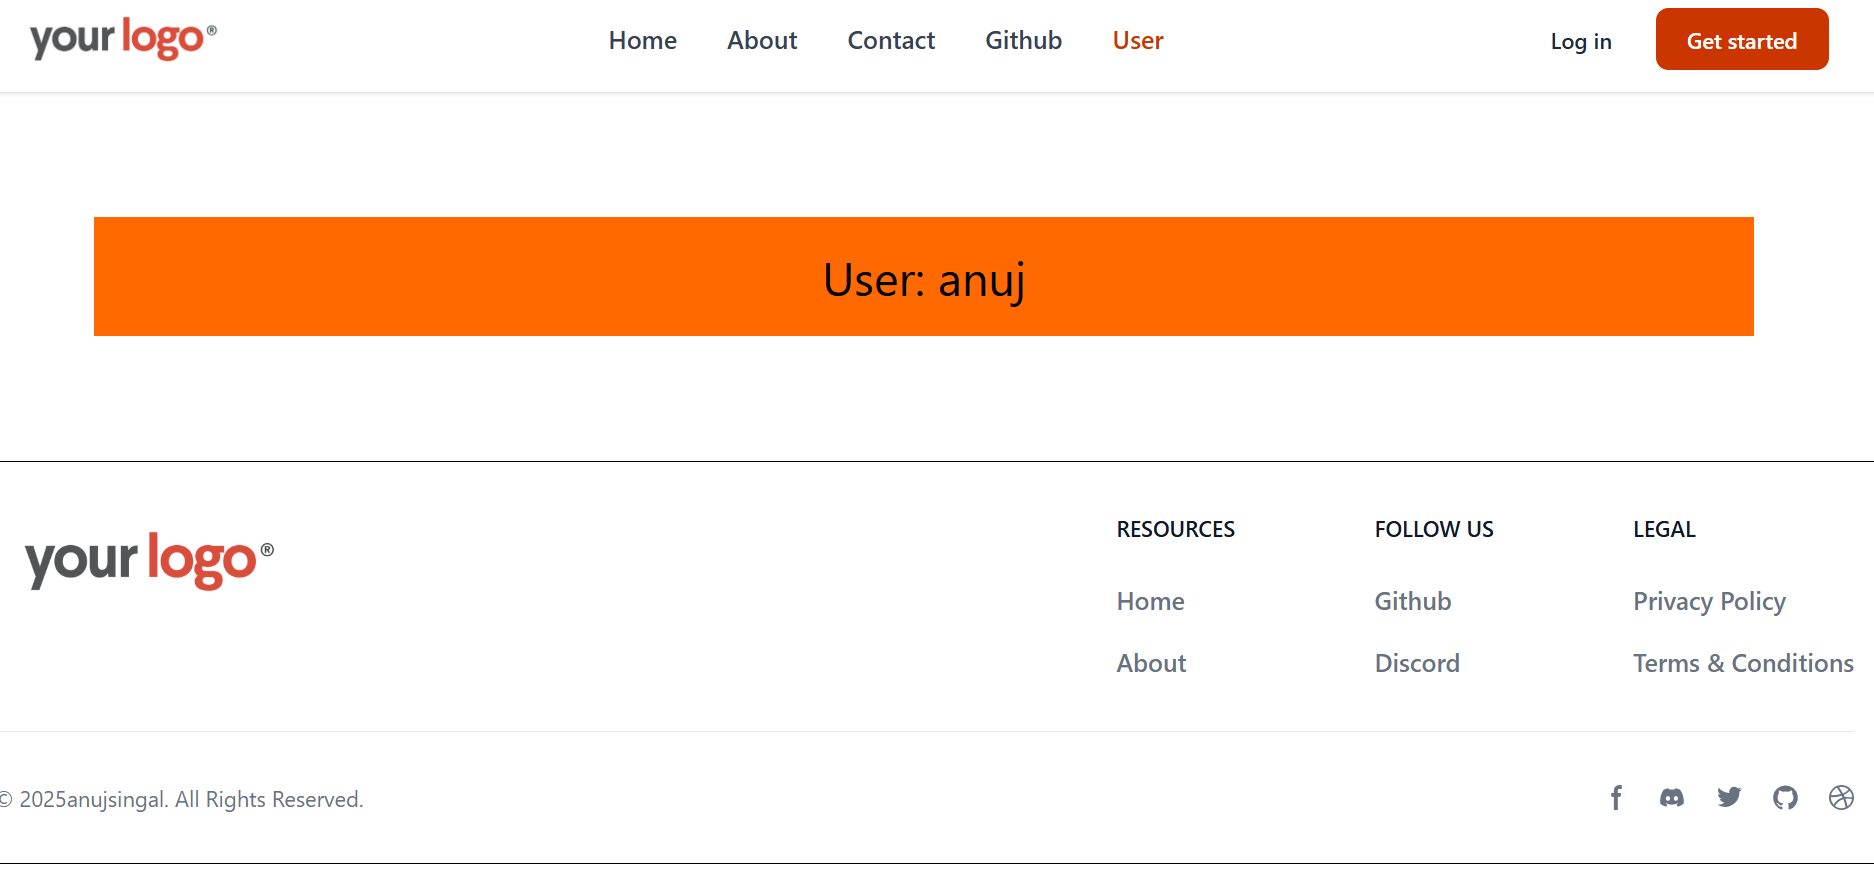 your logo®
Home About Contact Github User
Log in Get started
User: anuj
your logo®
RESOURCES
Home
About
FOLLOW US
Github
Discord
LEGAL
Privacy Policy
Terms & Conditions
© 2025anujsingal. All Rights Reserved.